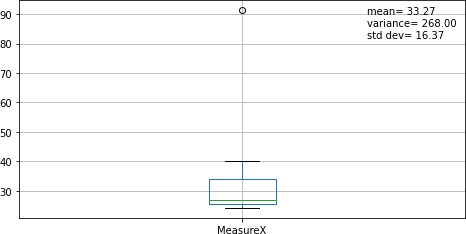 90
mean= 33.27
variance= 268.00
80
std dev= 16.37
70
60
50
40
30
MeasureX